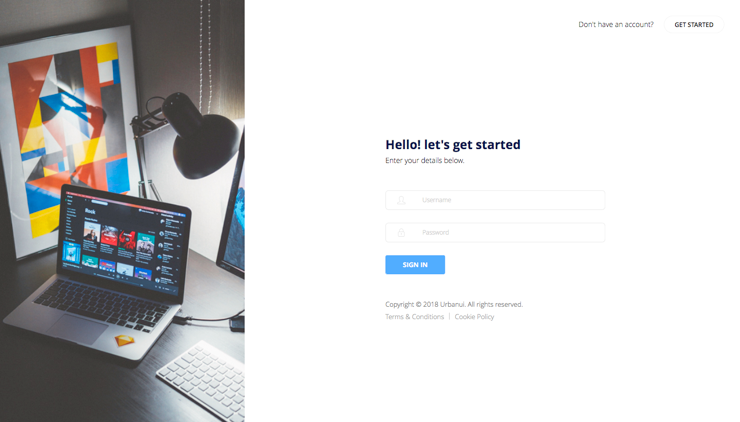 Don't have an account?
GET STARTED
Hello! let's get started
Enter your details below.
Username
Password
SIGN IN
Copyright © 2018 Urbanui. All rights reserved.
Terms & Conditions | Cookie Policy
Book